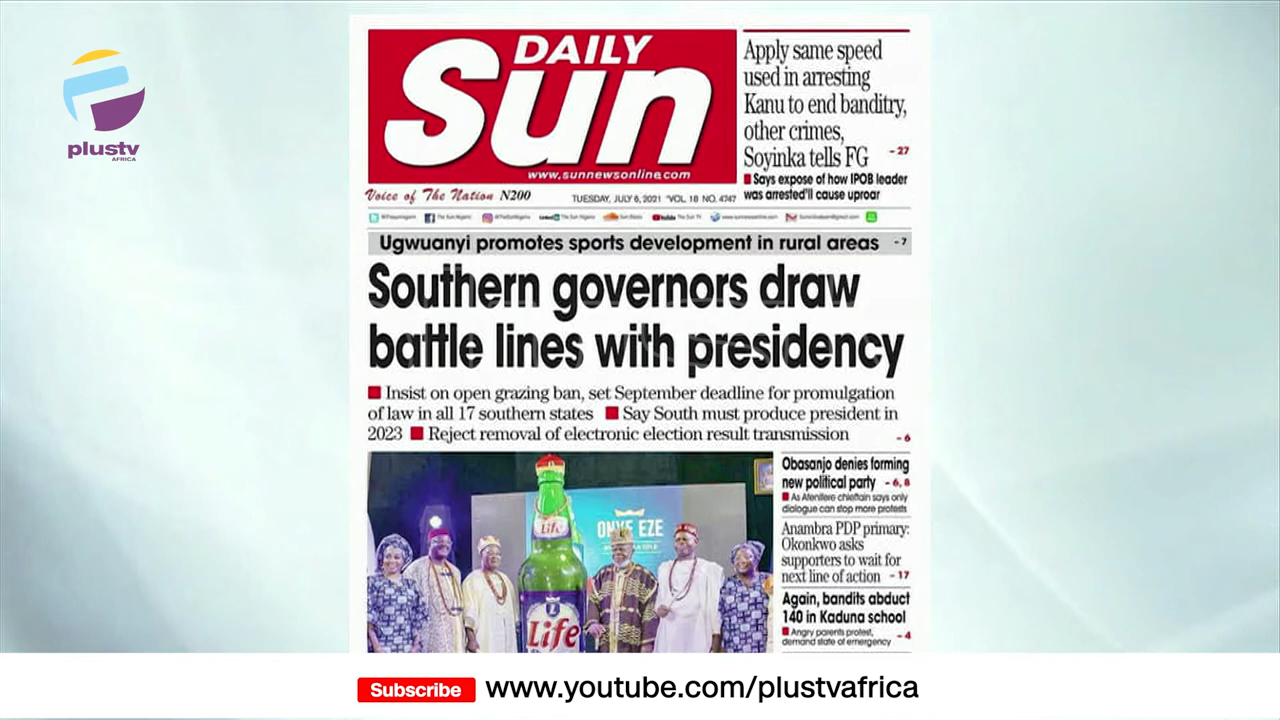 plustv
AFRICA
DAILY
Sun
www.sunnewsonline.com
Voice of The Nation N200
TUESDAY, JULY 6, 2021 VOL. 18 NO. 4747
Apply same speed
used in arresting
Kanu to end banditry,
other crimes,
Soyinka tells FG -27
Says expose of how IPOB leader
was arrested'll cause uproar
Ugwuanyi promotes sports development in rural areas -7
Southern governors draw
battle lines with presidency
Insist on open grazing ban, set September deadline for promulgation
of law in all 17 southern states Say South must produce president in
2023 Reject removal of electronic election result transmission -6
ONYE EZE
Life
Life
Obasanjo denies forming
new political party -6, 8
As Afenifere chieftain says only
dialogue can stop more protests
Anambra PDP primary:
Okonkwo asks
supporters to wait for
next line of action -17
Again, bandits abduct
140 in Kaduna school
Angry parents protest,
demand state of emergency -4
Subscribe www.youtube.com/plustvafrica